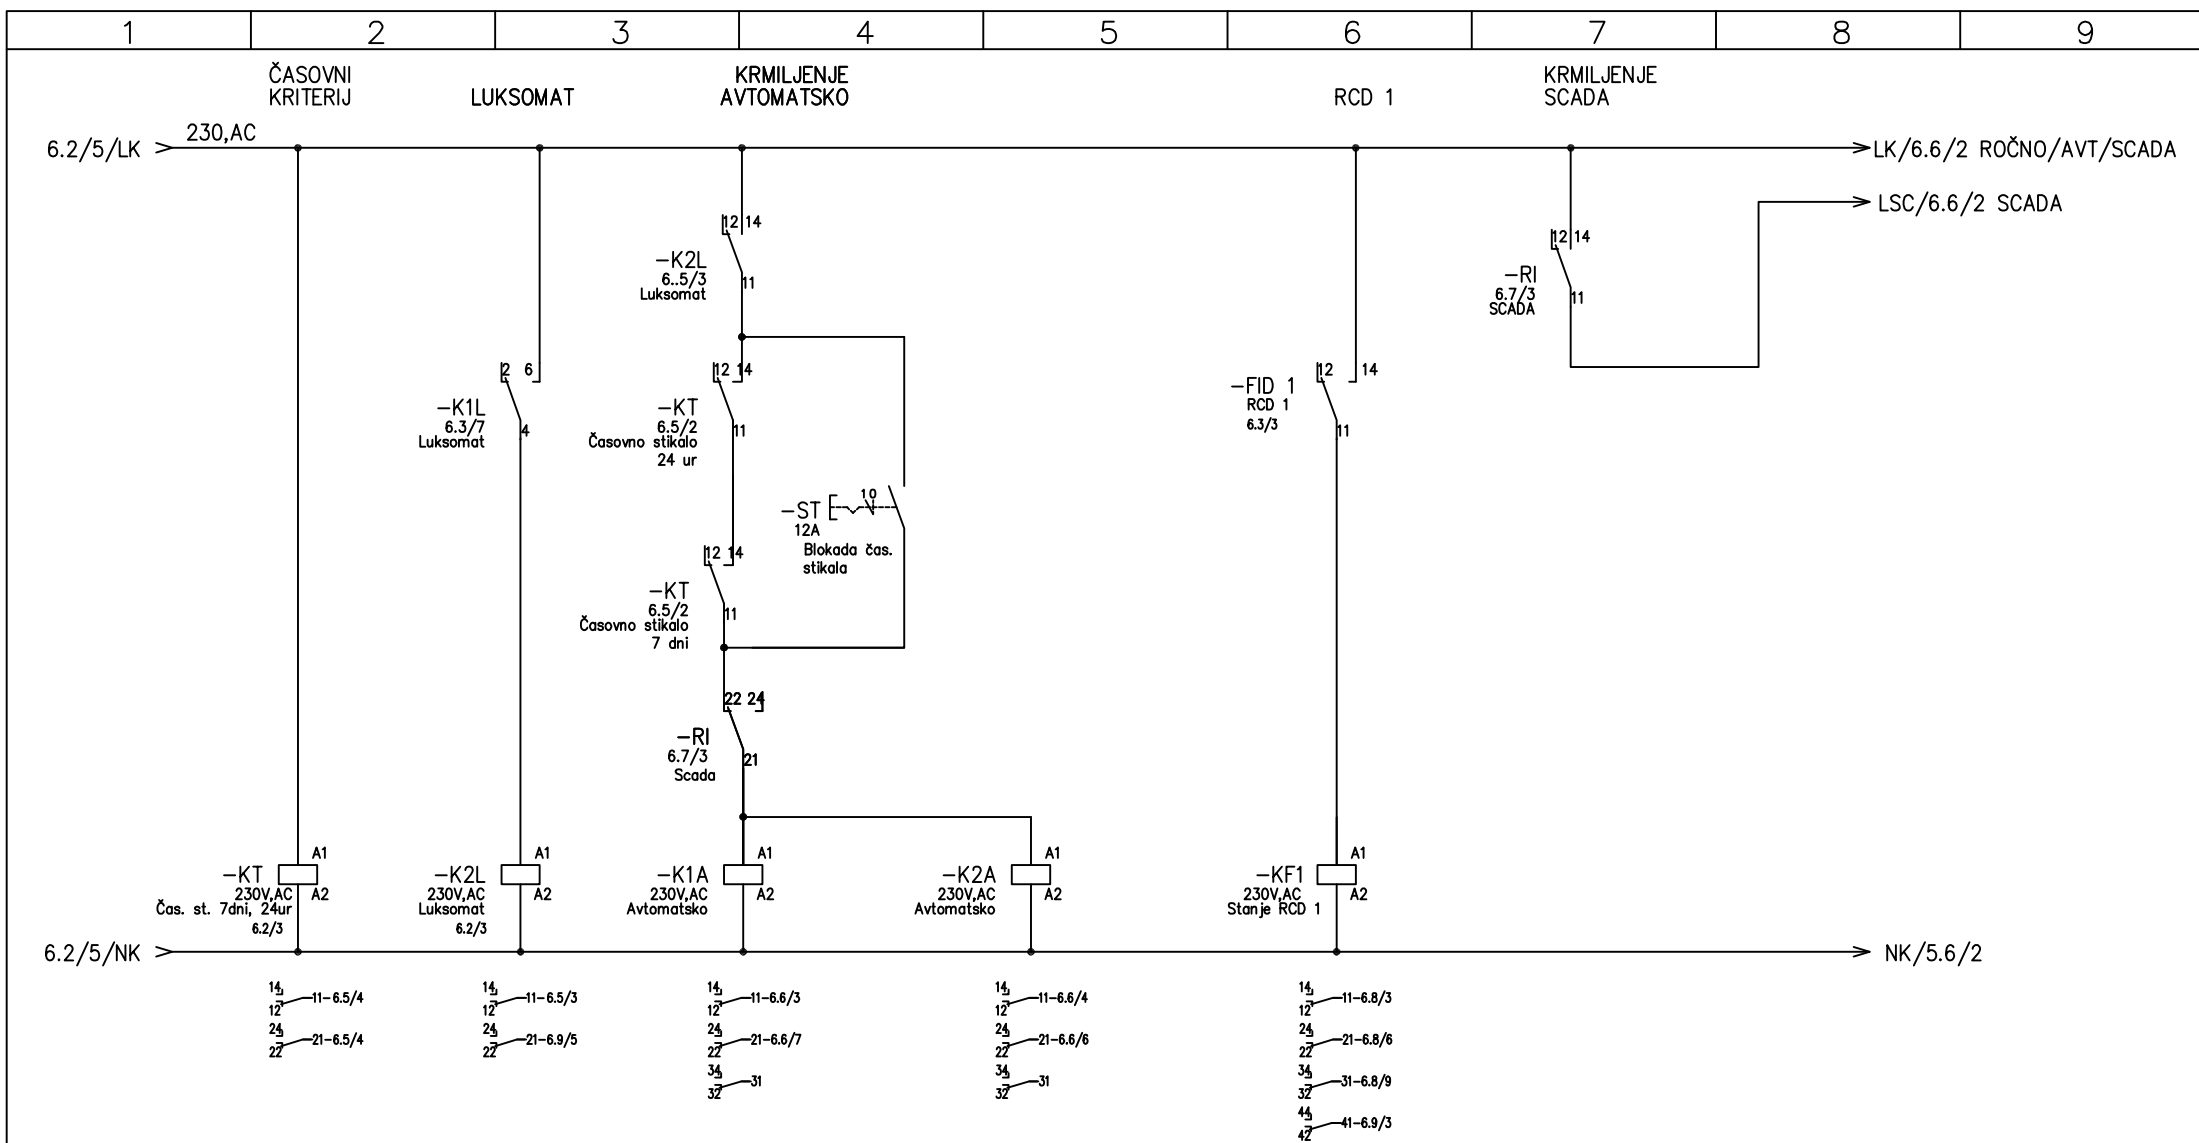 1 2 3 4 5 6 7 8 9
ČASOVNI
KRITERIJ
LUKSOMAT
KRMILJENJE
AVTOMATSKO
RCD 1
KRMILJENJE
SCADA
6.2/5/LK
230,AC
LK/6.6/2 ROČNO/AVT/SCADA
LSC/6.6/2 SCADA
12 14
-K2L
6..5/3
Luksomat
11
12 14
-RI
6.7/3
SCADA
11
2 6
-K1L
6.3/7
Luksomat
4
12 14
-KT
6.5/2
Časovno stikalo
24 ur
11
12 14
-FID 1
RCD 1
6.3/3
11
-ST
12A
1 0
Blokada čas.
stikala
12 14
-KT
6.5/2
Časovno stikalo
7 dni
11
22 24
-RI
6.7/3
Scada
21
A1
-KT
230V,AC A2
Čas. st. 7dni, 24ur
6.2/3
A1
-K2L
230V,AC A2
Luksomat
6.2/3
A1
-K1A
230V,AC A2
Avtomatsko
A1
-K2A
230V,AC A2
Avtomatsko
A1
-KF1
230V,AC A2
Stanje RCD 1
6.2/5/NK
NK/5.6/2
14
12 11-6.5/4
24
22 21-6.5/4
14
12 11-6.5/3
24
22 21-6.9/5
14
12 11-6.6/3
24
22 21-6.6/7
34
32 31
14
12 11-6.6/4
24
22 21-6.6/6
34
32 31
14
12 11-6.8/3
24
22 21-6.8/6
34
32 31-6.8/9
44
42 41-6.9/3